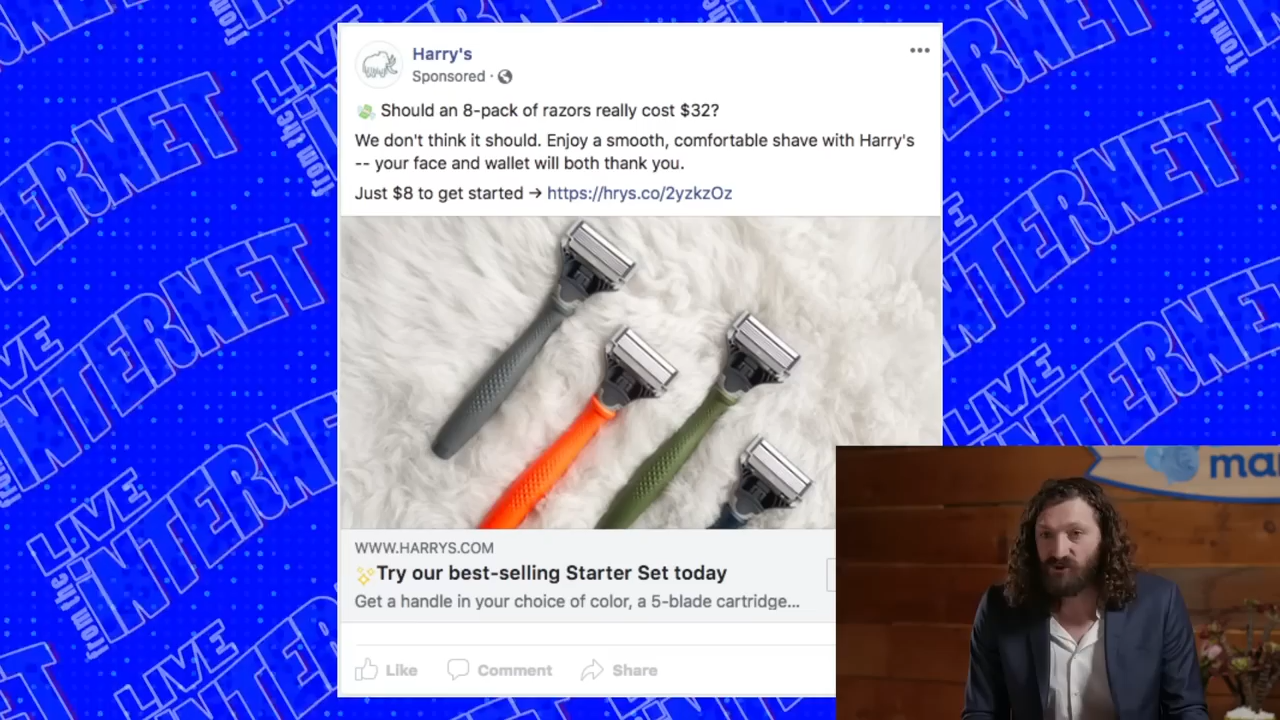 Harry's
Sponsored ·
💸 Should an 8-pack of razors really cost $32?
We don't think it should. Enjoy a smooth, comfortable shave with Harry's
-- your face and wallet will both thank you.
Just $8 to get started → https://hrys.co/2yzkzOz
WWW.HARRYS.COM
✨Try our best-selling Starter Set today
Get a handle in your choice of color, a 5-blade cartridge...
Like Comment Share
LIVE
from the
INTERNET